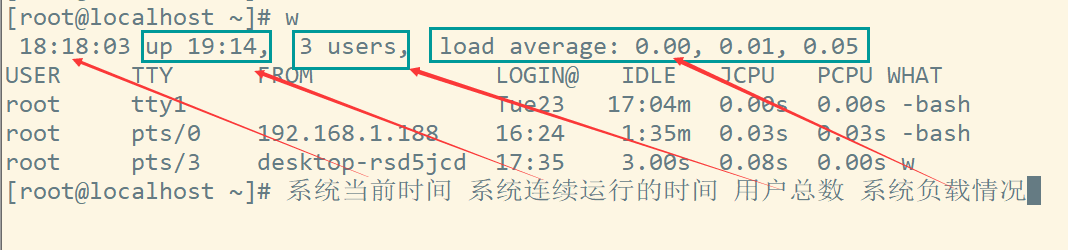 [root@localhost ~]# w
18:18:03 up 19:14, 3 users, load average: 0.00, 0.01, 0.05
USER TTY FROM LOGIN@ IDLE JCPU PCPU WHAT
root tty1 Tue23 17:04m 0.00s 0.00s -bash
root pts/0 192.168.1.188 16:24 1:35m 0.03s 0.03s -bash
root pts/3 desktop-rsd5jcd 17:35 3.00s 0.08s 0.00s w
[root@localhost ~]# 系统当前时间 系统连续运行的时间 用户总数 系统负载情况